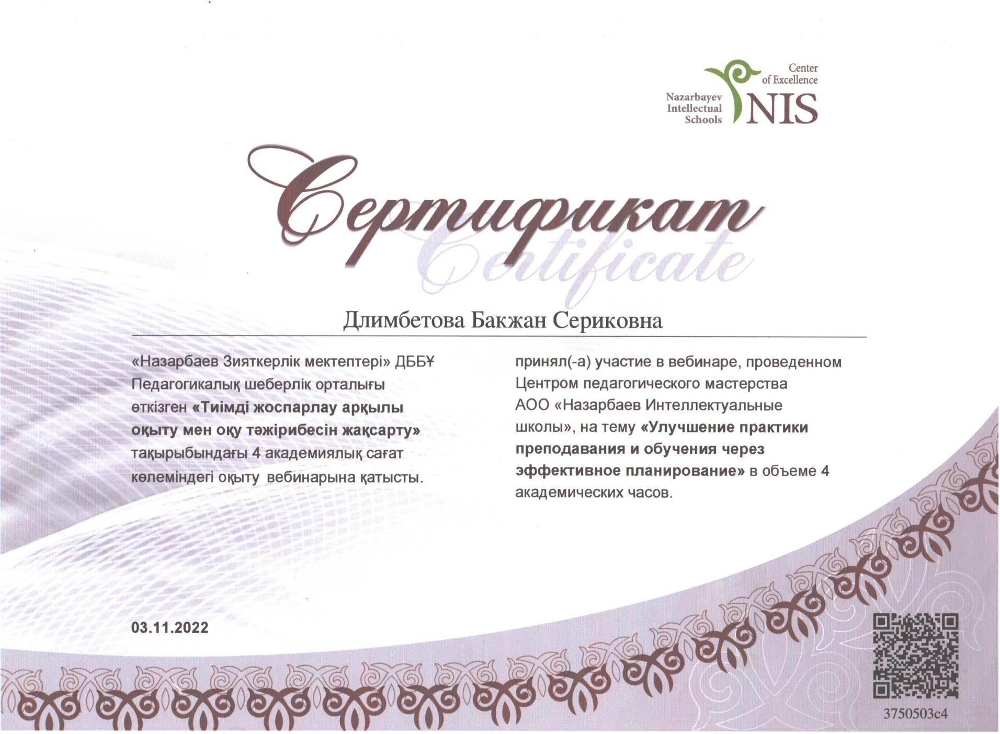 Center
of Excellence
Nazarbayev
Intellectual
Schools
NIS
Сертификат
Certificate
Длимбетова Бакжан Сериковна
«Назарбаев Зияткерлік мектептері» ДББҰ
Педагогикалық шеберлік орталығы
өткізген «Тиімді жоспарлау арқылы
оқыту мен оқу тәжірибесін жақсарту»
тақырыбындағы 4 академиялық сағат
көлеміндегі оқыту вебинарына қатысты.
принял(-а) участие в вебинаре, проведенном
Центром педагогического мастерства
АОО «Назарбаев Интеллектуальные
школы», на тему «Улучшение практики
преподавания и обучения через
эффективное планирование» в объеме 4
академических часов.
03.11.2022
3750503c4